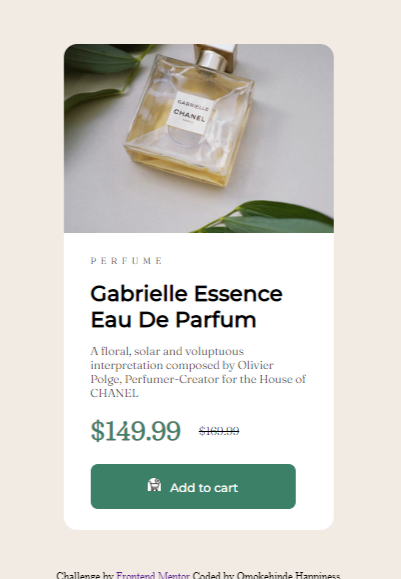 GABRIELLE
CHANEL
PERFUME
Gabrielle Essence
Eau De Parfum
A floral, solar and voluptuous
interpretation composed by Olivier
Polge, Perfumer-Creator for the House of
CHANEL
$149.99 $169.99
Add to cart
Challenge by Frontend Mentor Coded by Omokehinde Happiness